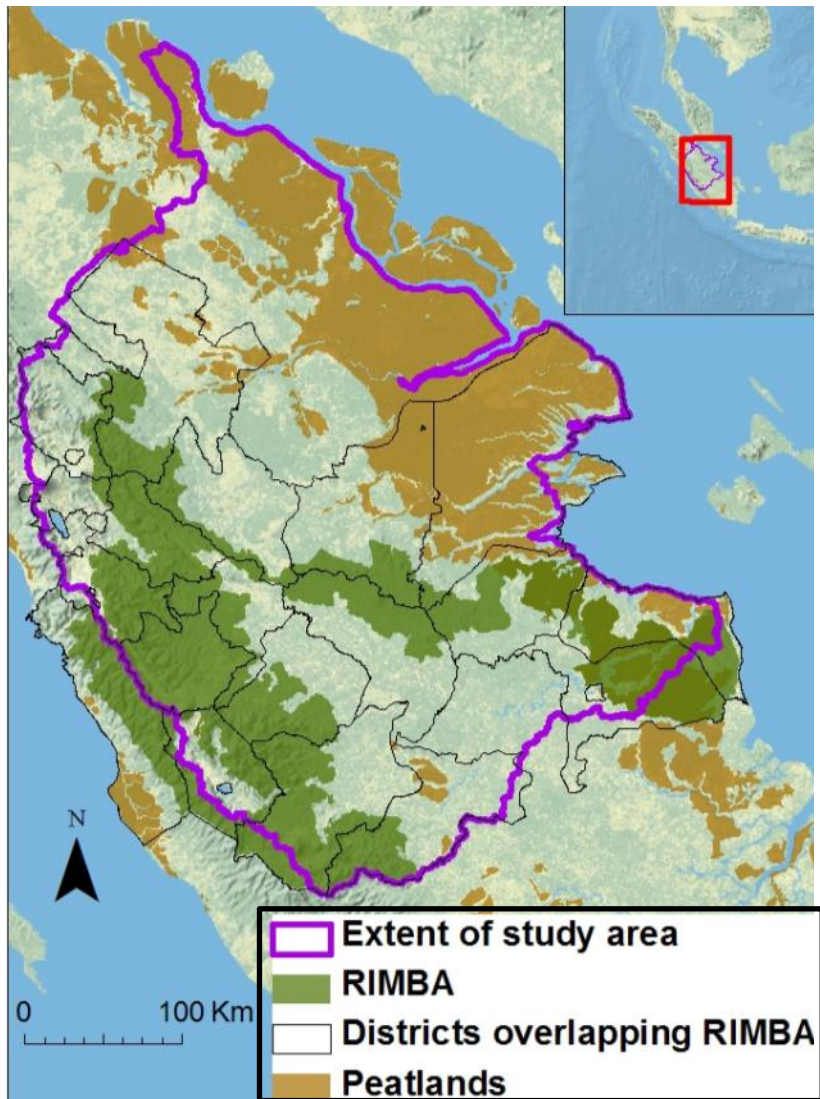 N
0 100 Km
Extent of study area
RIMBA
Districts overlapping RIMBA
Peatlands